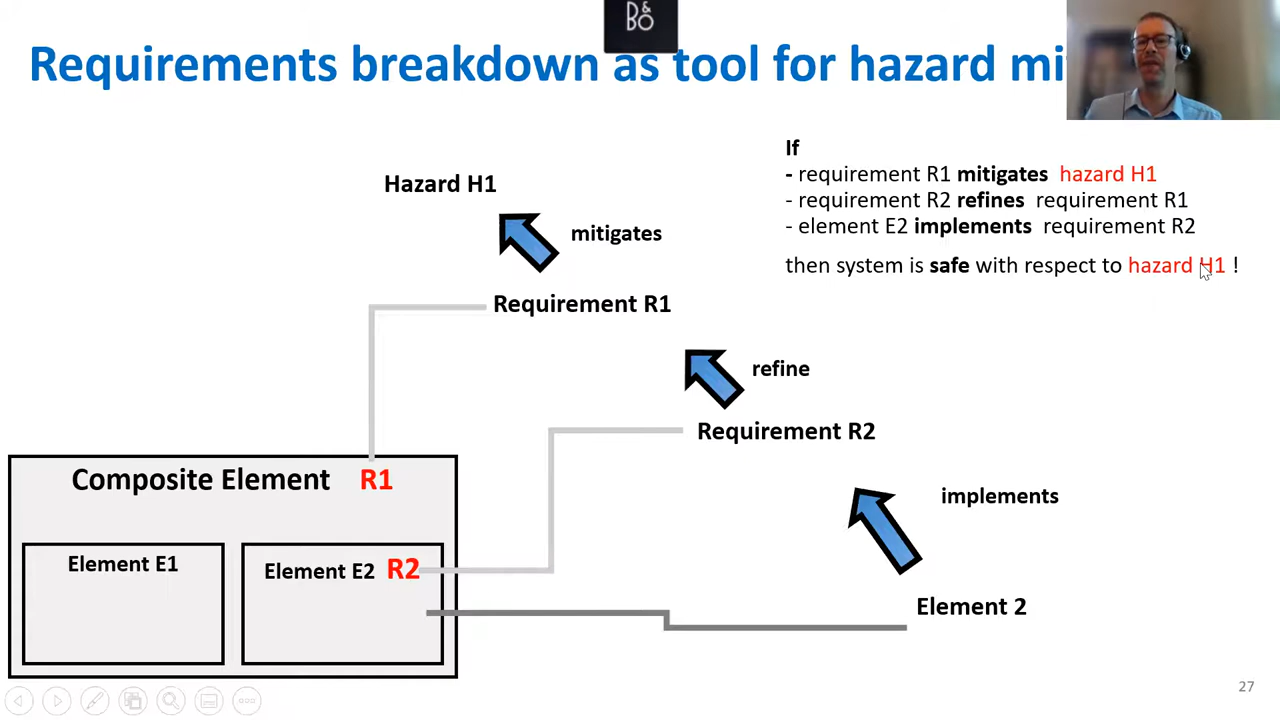 B&O
Requirements breakdown as tool for hazard
If
- requirement R1 mitigates hazard H1
- requirement R2 refines requirement R1
- element E2 implements requirement R2
then system is safe with respect to hazard H1 !
Hazard H1
mitigates
Requirement R1
refine
Requirement R2
implements
Element 2
Composite Element R1
Element E1
Element E2 R2
27